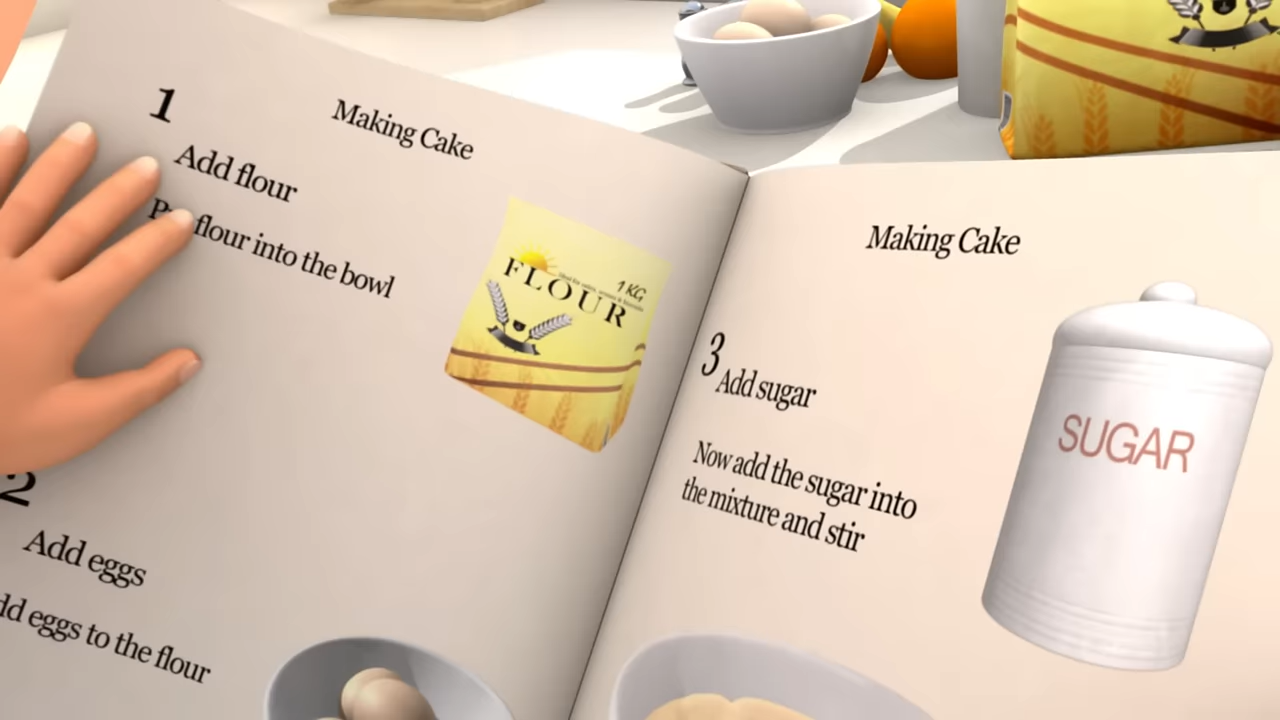 Making Cake
1
Add flour
flour into the bowl
FLOUR
1 KG
2
Add eggs
eggs to the flour
Making Cake
3
Add sugar
Now add the sugar into
the mixture and stir
SUGAR